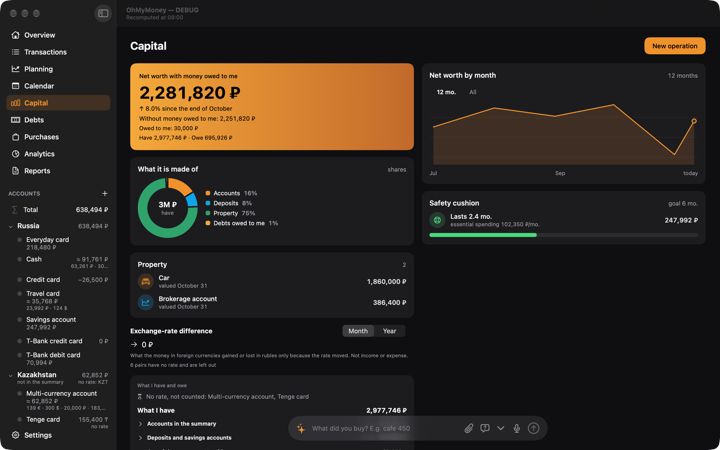 OhMyMoney — DEBUG
Recomputed at 09:00
Overview
Transactions
Planning
Calendar
Capital
Debts
Purchases
Analytics
Reports
ACCOUNTS +
Total 638,494 ₽
Russia 638,494 ₽
Everyday card
218,480 ₽
Cash ≈ 91,761 ₽
63,261 ₽ · 30...
Credit card −26,500 ₽
Travel card
≈ 35,768 ₽
23,992 ₽ · 124 $
Savings account
247,992 ₽
T-Bank credit card 0 ₽
T-Bank debit card
70,994 ₽
Kazakhstan 62,852 ₽
not in the summary no rate: KZT
Multi-currency account
≈ 62,852 ₽
139 € · 300 $ · 20,000 ₽ · 183,...
Tenge card 155,400 ₸
no rate
Settings
Capital
New operation
Net worth with money owed to me
2,281,820 ₽
↑ 8.0% since the end of October
Without money owed to me: 2,251,820 ₽
Owed to me: 30,000 ₽
Have 2,977,746 ₽ · Owe 695,926 ₽
What it is made of shares
3M ₽
have
Accounts 16%
Deposits 8%
Property 75%
Debts owed to me 1%
Property 2
Car
valued October 31
1,860,000 ₽
Brokerage account
valued October 31
386,400 ₽
Exchange-rate difference
Month Year
→ 0 ₽
What the money in foreign currencies gained or lost in rubles only because the rate moved. Not income or expense.
6 pairs have no rate and are left out
What I have and owe
No rate, not counted: Multi-currency account, Tenge card
What I have 2,977,746 ₽
Accounts in the summary
Deposits and savings accounts
Net worth by month 12 months
12 mo. All
Jul Sep today
Safety cushion goal 6 mo.
Lasts 2.4 mo.
essential spending 102,350 ₽/mo.
247,992 ₽
What did you buy? E.g. cafe 450